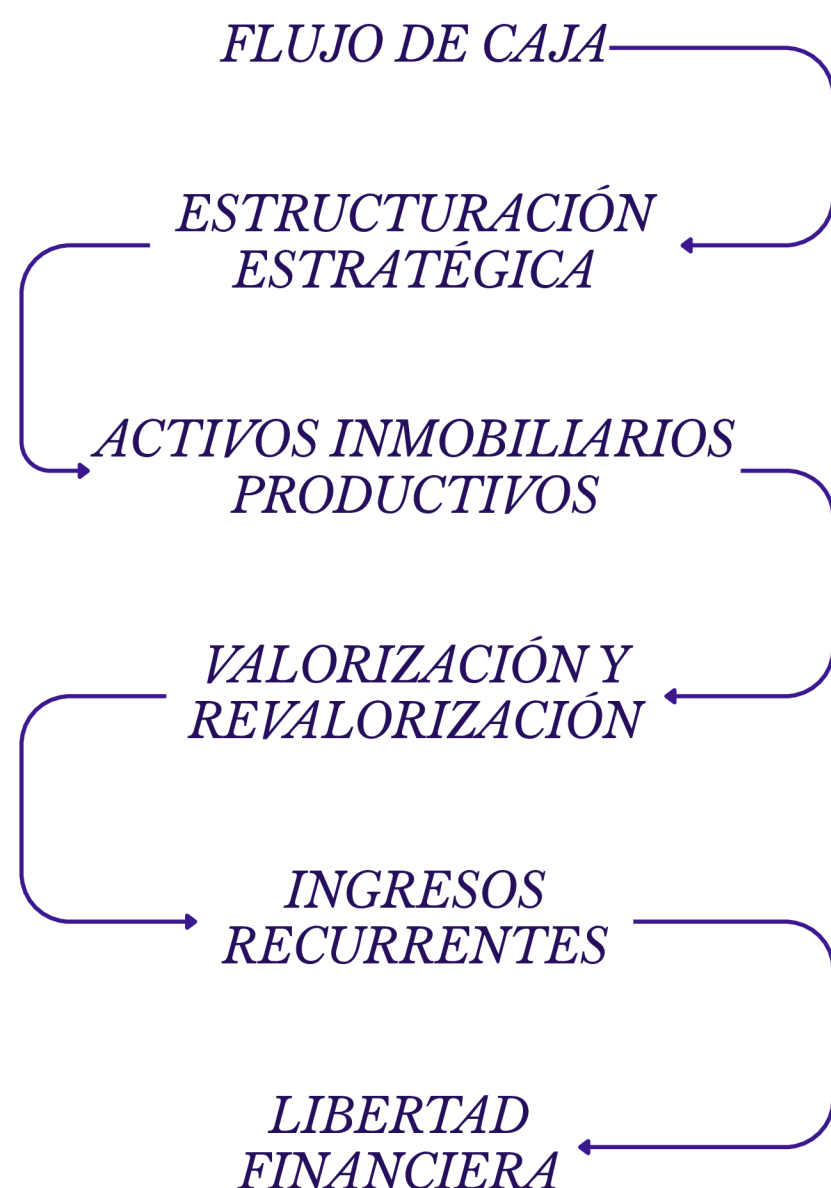 FLUJO DE CAJA
ESTRUCTURACIÓN
ESTRATÉGICA
ACTIVOS INMOBILIARIOS
PRODUCTIVOS
VALORIZACIÓN Y
REVALORIZACIÓN
INGRESOS
RECURRENTES
LIBERTAD
FINANCIERA